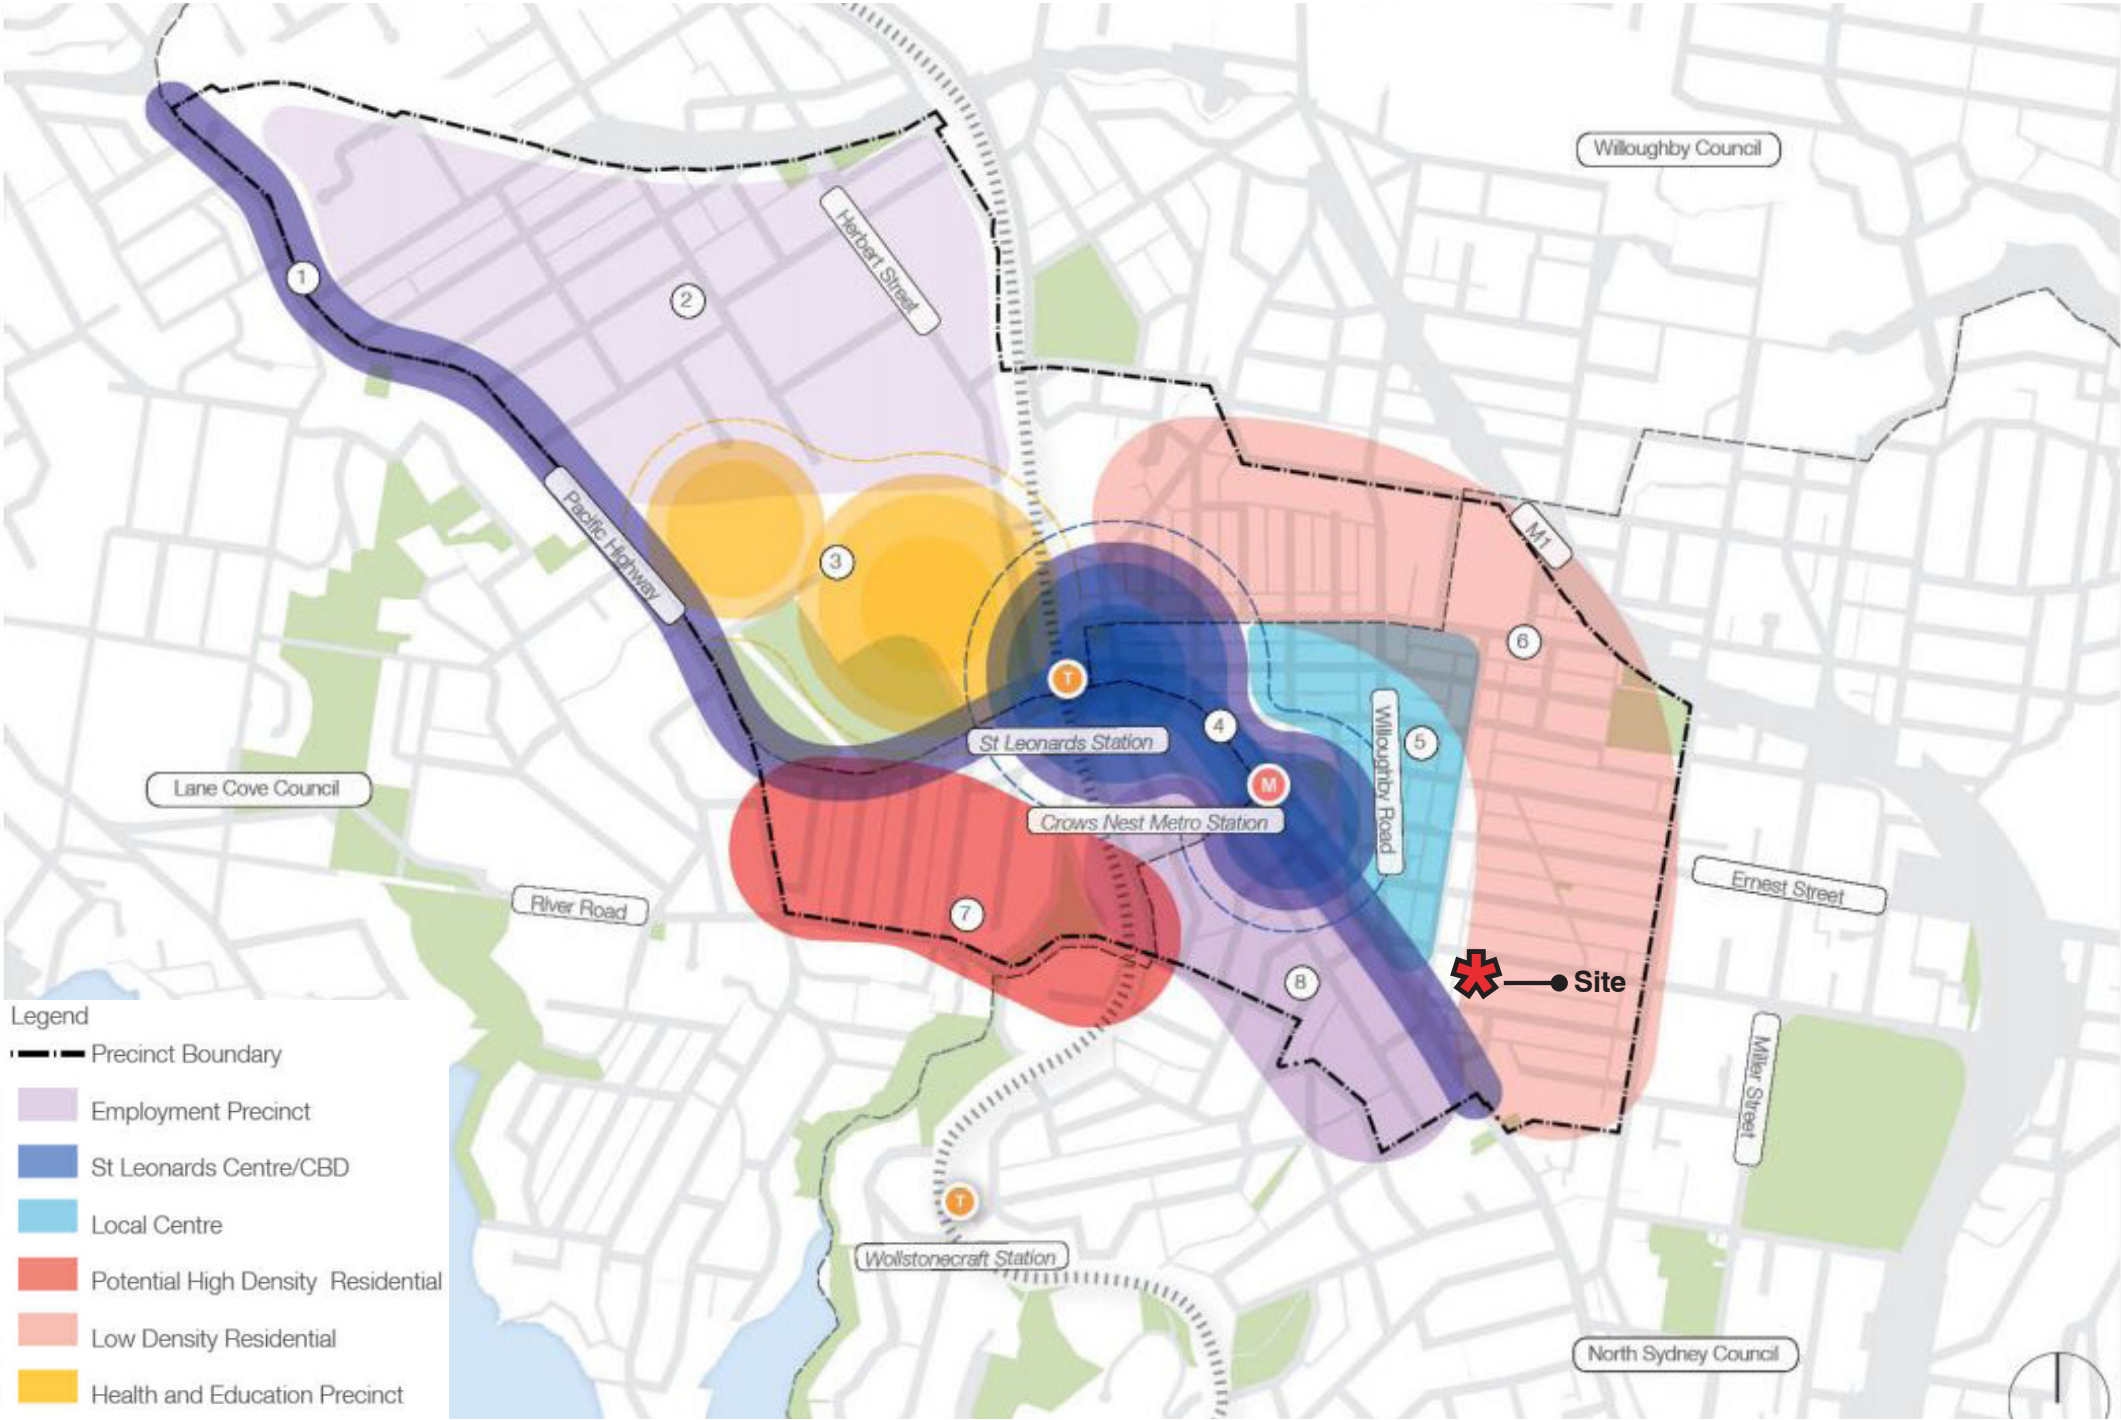 Willoughby Council
Herbert Street
1
2
Pacific Highway
M1
3
6
T
St Leonards Station
4
Willoughby Road
5
M
Crows Nest Metro Station
Lane Cove Council
River Road
7
Ernest Street
8
Site
Miller Street
T
Wollstonecraft Station
North Sydney Council
Legend
Precinct Boundary
Employment Precinct
St Leonards Centre/CBD
Local Centre
Potential High Density Residential
Low Density Residential
Health and Education Precinct